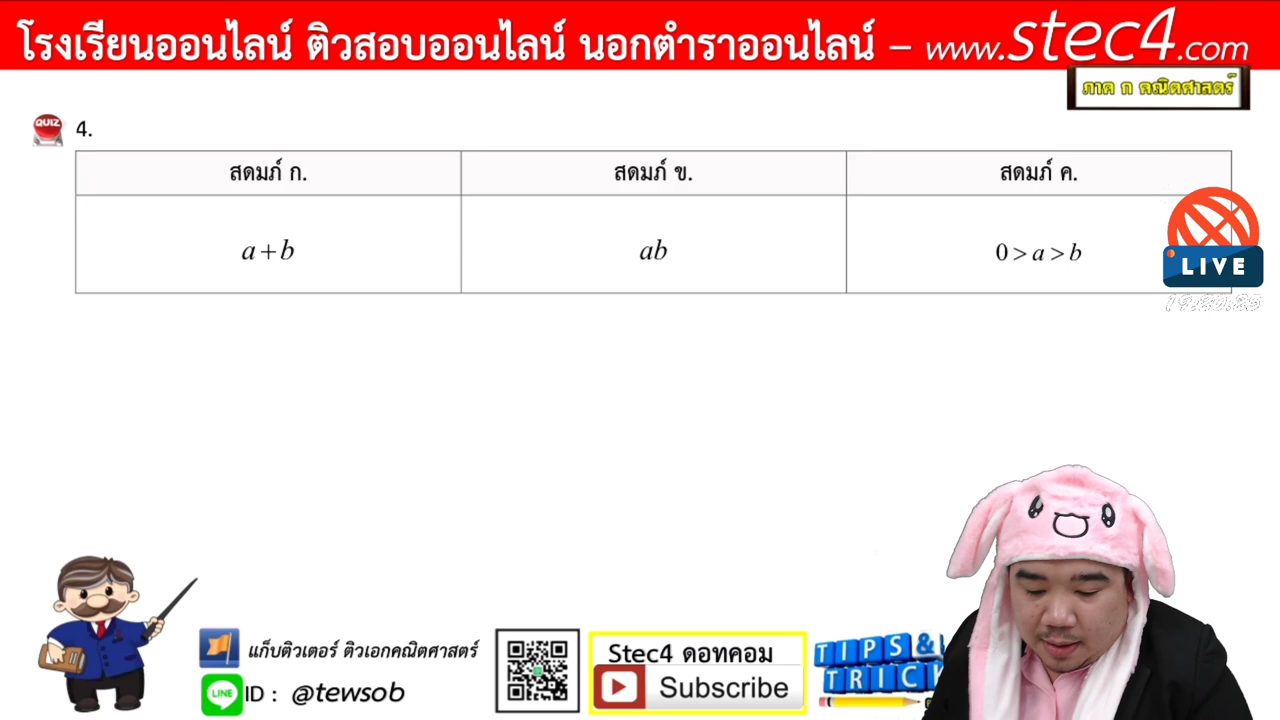 โรงเรียนออนไลน์ ติวสอบออนไลน์ นอกตำราออนไลน์ – www.stec4.com
ภาค ก คณิตศาสตร์
QUIZ
4.
สดมภ์ ก. สดมภ์ ข. สดมภ์ ค.
a+b ab 0>a>b
LIVE
แก็บติวเตอร์ ติวเอกคณิตศาสตร์
LINE ID : @tewsob
Stec4 ดอทคอม
Subscribe
TIPS&
TRIC